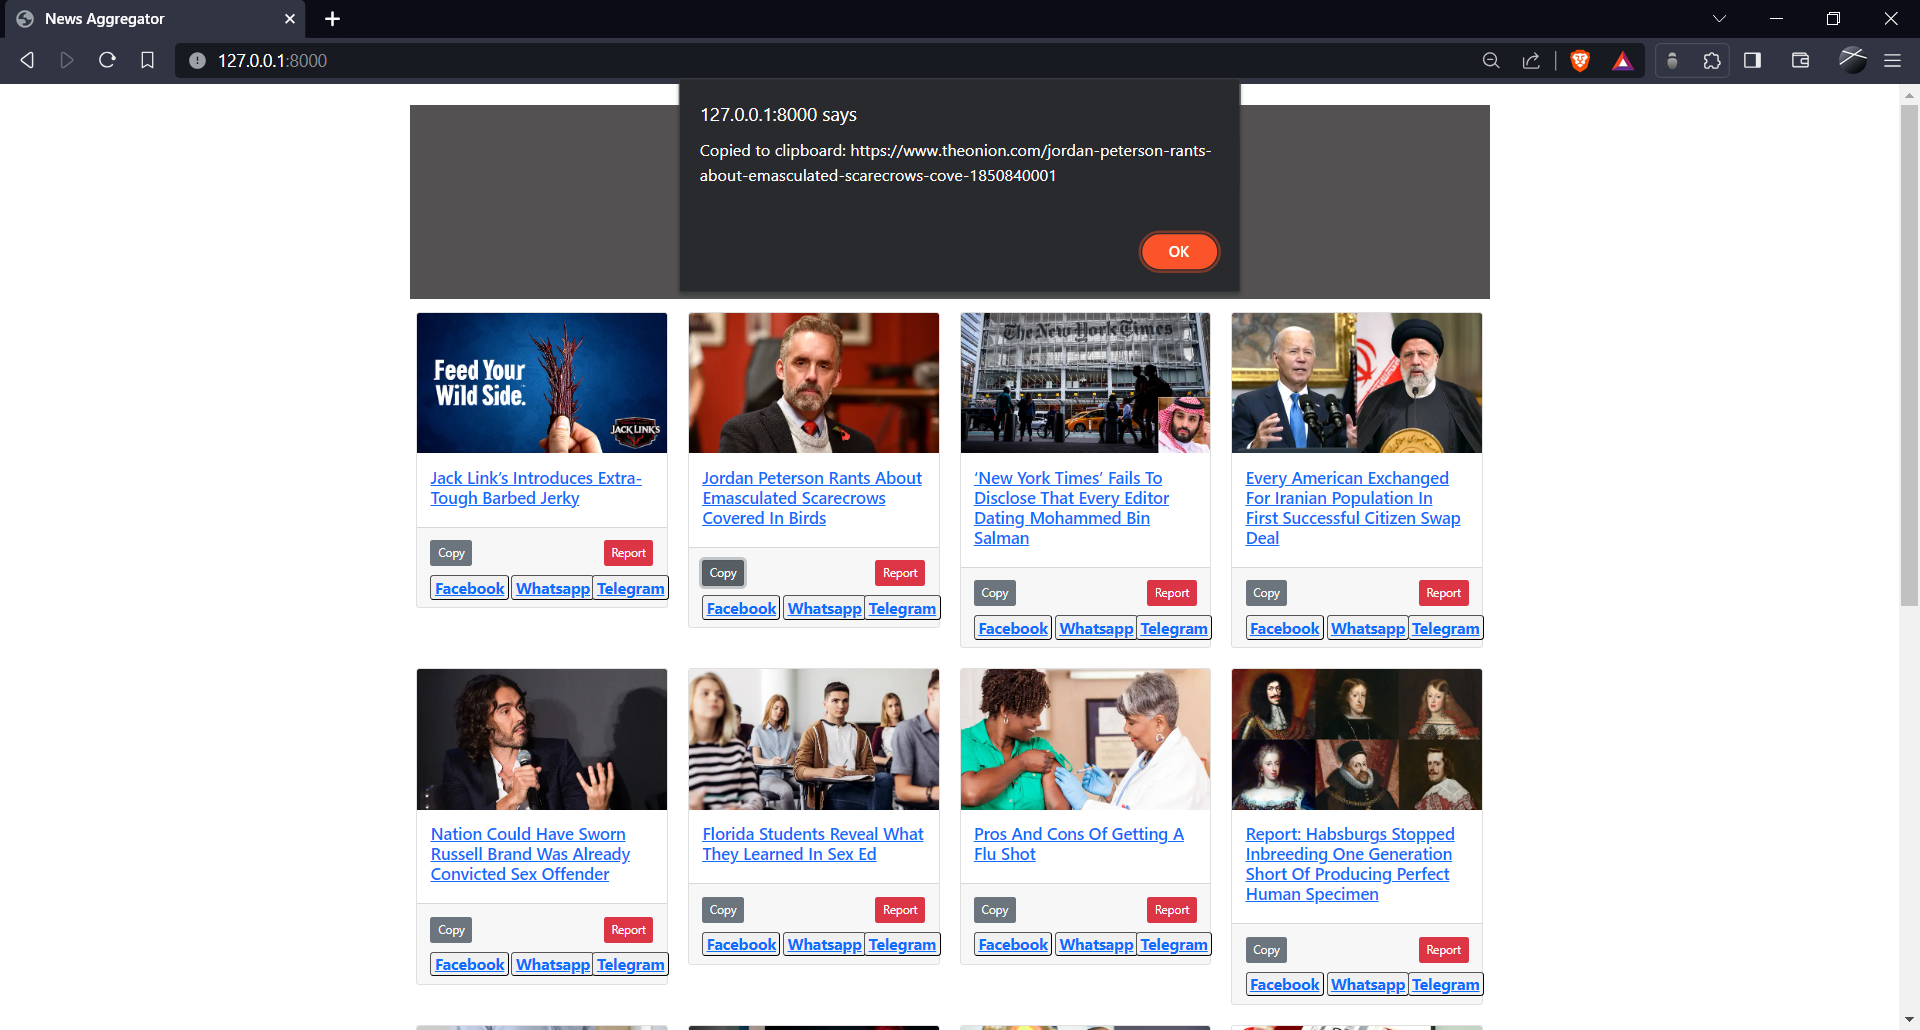 News Aggregator
127.0.0.1:8000
127.0.0.1:8000 says
Copied to clipboard: https://www.theonion.com/jordan-peterson-rants-
about-emasculated-scarecrows-cove-1850840001
OK
Feed Your
Wild Side.
JACK LINK'S
The New York Times
Jack Link’s Introduces Extra-
Tough Barbed Jerky
Copy Report
Facebook Whatsapp Telegram
Jordan Peterson Rants About
Emasculated Scarecrows
Covered In Birds
Copy Report
Facebook Whatsapp Telegram
‘New York Times’ Fails To
Disclose That Every Editor
Dating Mohammed Bin
Salman
Copy Report
Facebook Whatsapp Telegram
Every American Exchanged
For Iranian Population In
First Successful Citizen Swap
Deal
Copy Report
Facebook Whatsapp Telegram
Nation Could Have Sworn
Russell Brand Was Already
Convicted Sex Offender
Copy Report
Facebook Whatsapp Telegram
Florida Students Reveal What
They Learned In Sex Ed
Copy Report
Facebook Whatsapp Telegram
Pros And Cons Of Getting A
Flu Shot
Copy Report
Facebook Whatsapp Telegram
Report: Habsburgs Stopped
Inbreeding One Generation
Short Of Producing Perfect
Human Specimen
Copy Report
Facebook Whatsapp Telegram